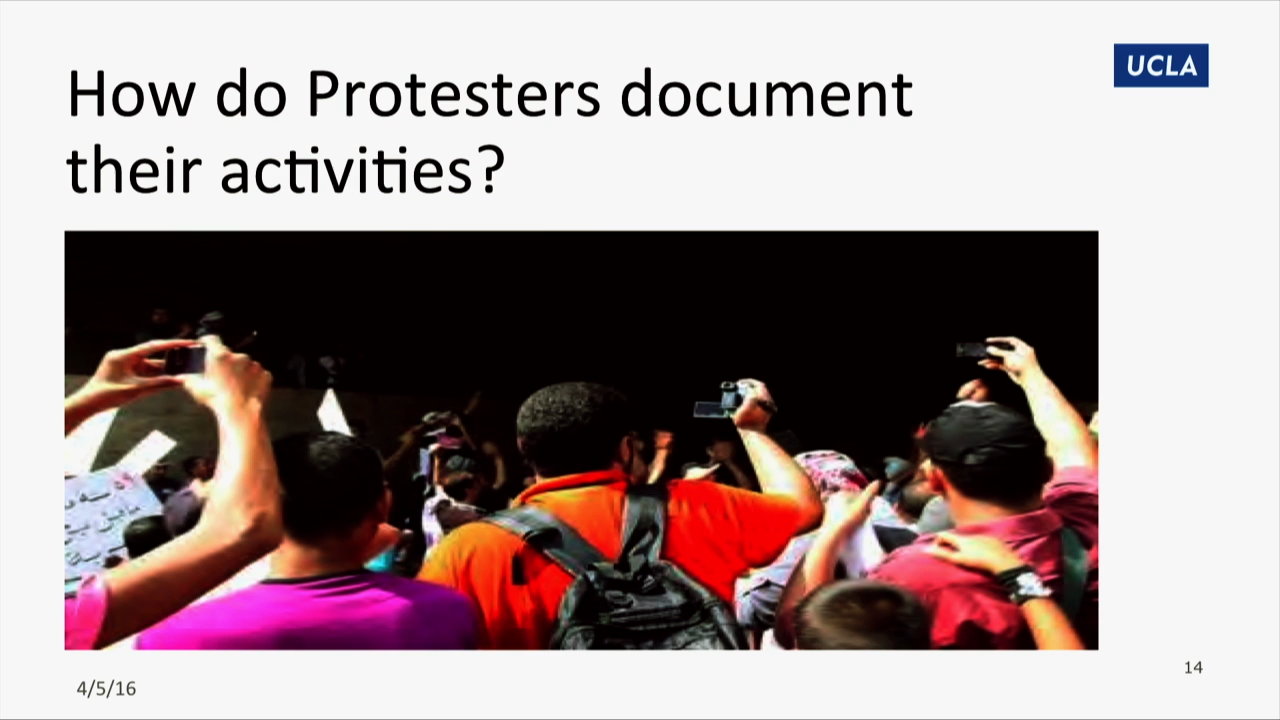 How do Protesters document
their activities?
UCLA
4/5/16
14